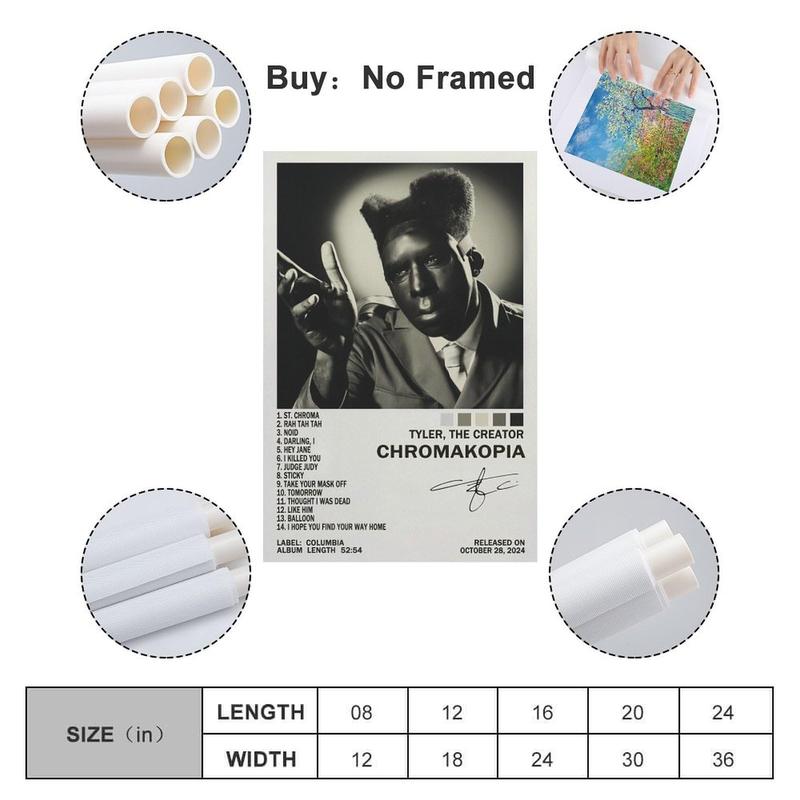 Buy：No Framed
1. ST. CHROMA
2. RAH TAH TAH
3. NOID
4. DARLING, I
5. HEY JANE
6. I KILLED YOU
7. JUDGE JUDY
8. STICKY
9. TAKE YOUR MASK OFF
10. TOMORROW
11. THOUGHT I WAS DEAD
12. LIKE HIM
13. BALLOON
14. I HOPE YOU FIND YOUR WAY HOME
TYLER, THE CREATOR
CHROMAKOPIA
LABEL: COLUMBIA
ALBUM LENGTH 52:54
RELEASED ON
OCTOBER 28, 2024
SIZE（in）
LENGTH 08 12 16 20 24
WIDTH 12 18 24 30 36